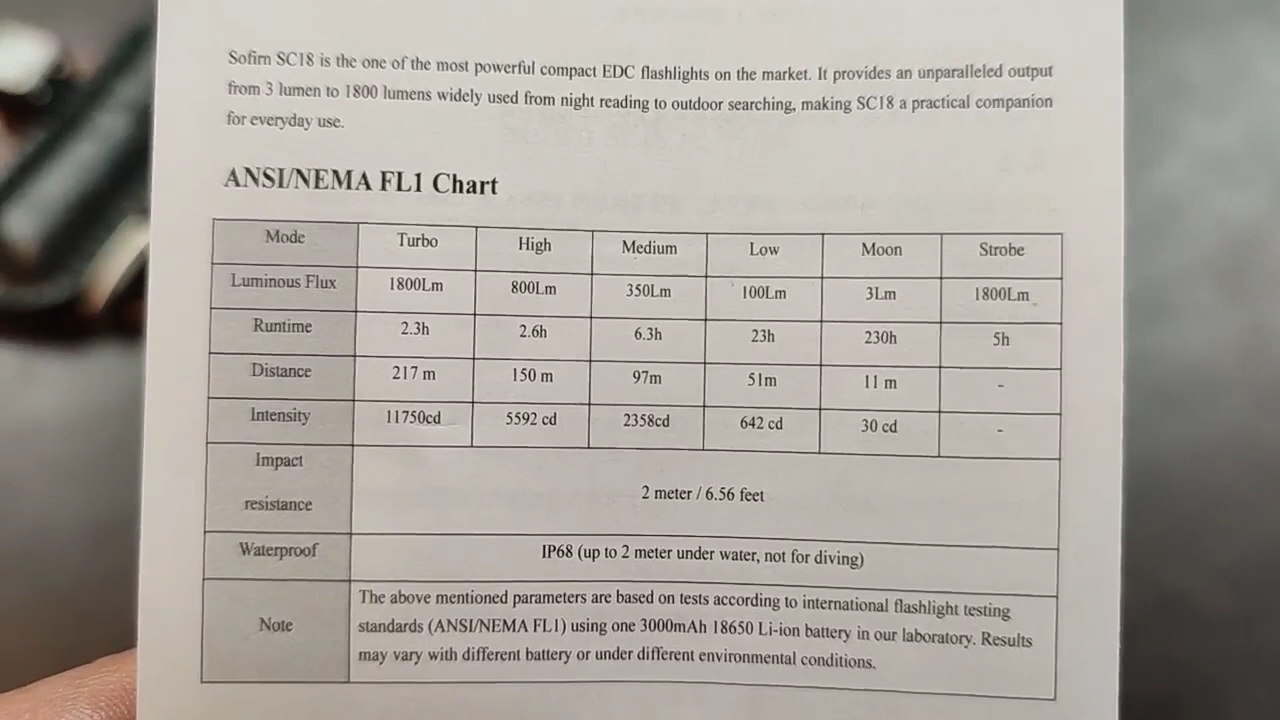 Sofirn SC18 is the one of the most powerful compact EDC flashlights on the market. It provides an unparalleled output
from 3 lumen to 1800 lumens widely used from night reading to outdoor searching, making SC18 a practical companion
for everyday use.
ANSI/NEMA FL1 Chart
Mode Turbo High Medium Low Moon Strobe
Luminous Flux 1800Lm 800Lm 350Lm 100Lm 3Lm 1800Lm
Runtime 2.3h 2.6h 6.3h 23h 230h 5h
Distance 217 m 150 m 97m 51m 11 m -
Intensity 11750cd 5592 cd 2358cd 642 cd 30 cd -
Impact
resistance
2 meter / 6.56 feet
Waterproof IP68 (up to 2 meter under water, not for diving)
Note
The above mentioned parameters are based on tests according to international flashlight testing
standards (ANSI/NEMA FL1) using one 3000mAh 18650 Li-ion battery in our laboratory. Results
may vary with different battery or under different environmental conditions.